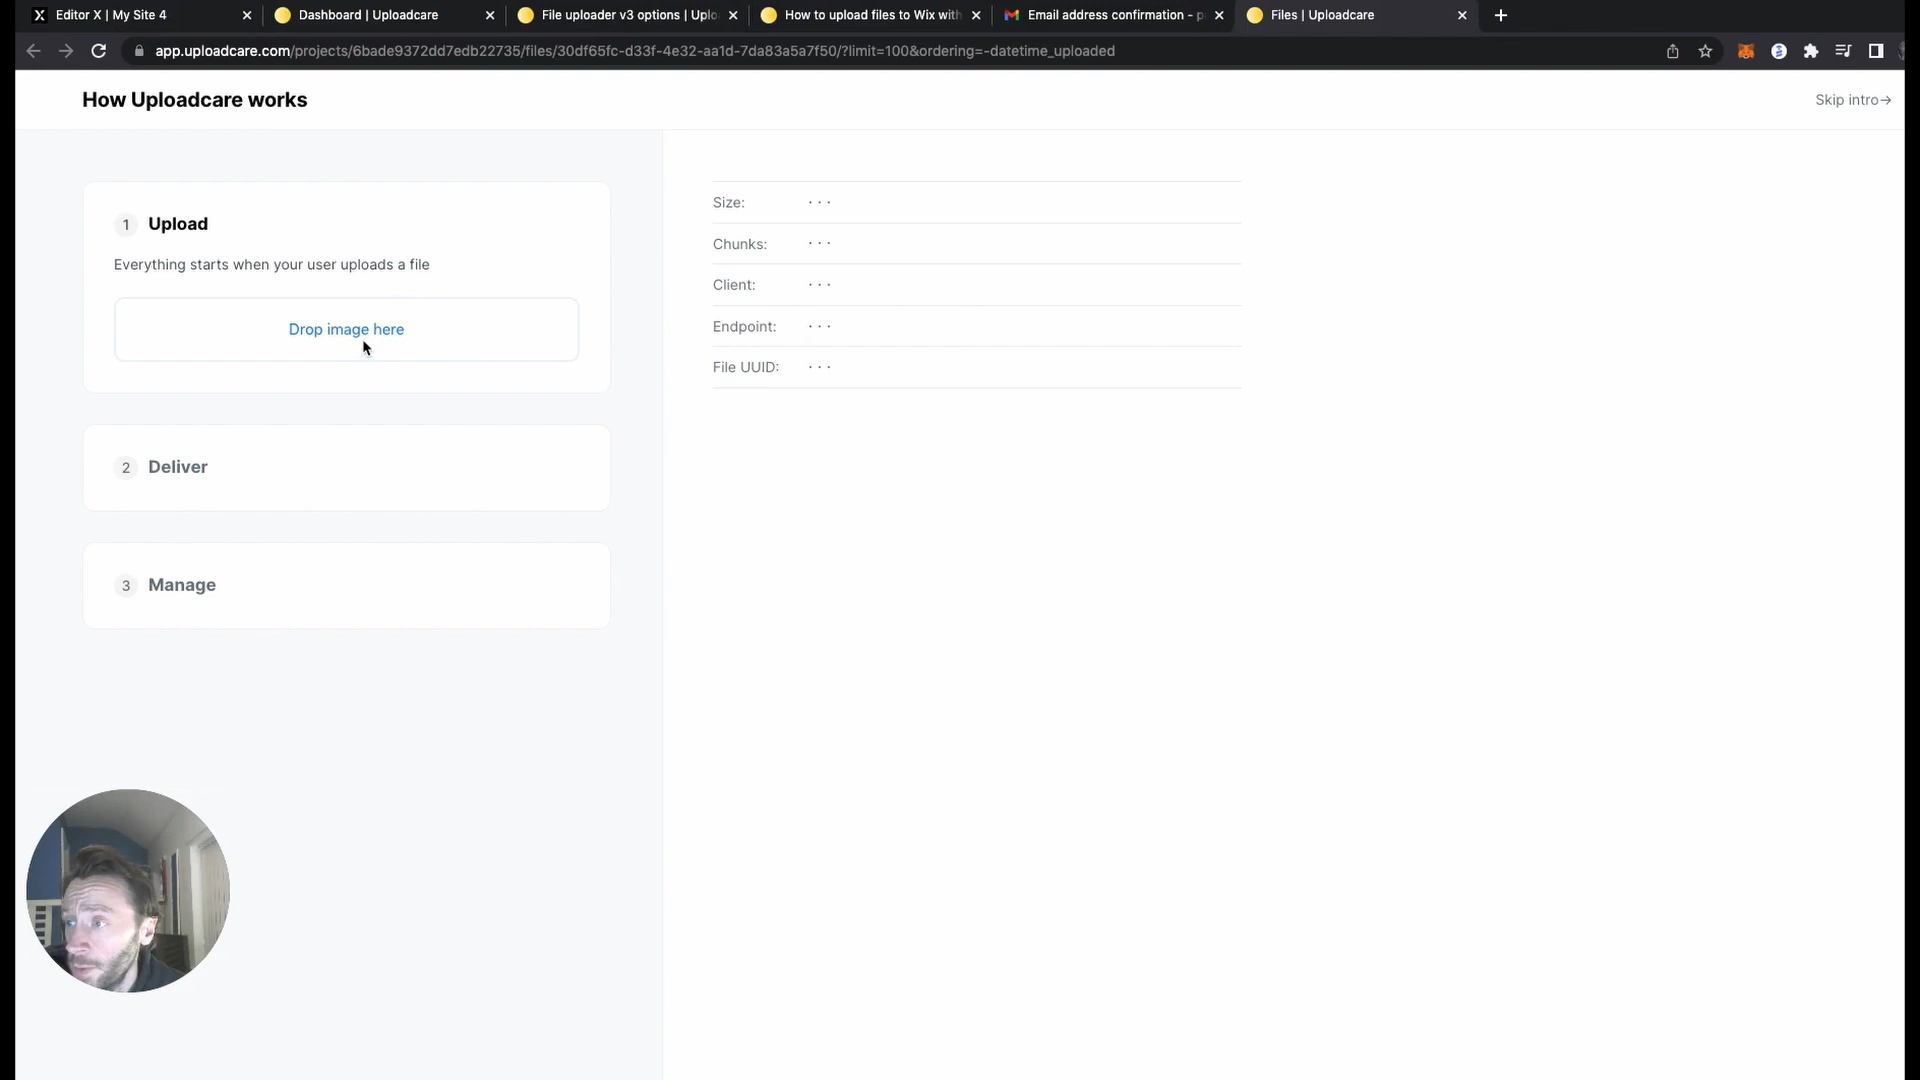 Editor X | My Site 4
Dashboard | Uploadcare
File uploader v3 options | Uplo
How to upload files to Wix with
Email address confirmation - p
Files | Uploadcare
app.uploadcare.com/projects/6bade9372dd7edb22735/files/30df65fc-d33f-4e32-aa1d-7da83a5a7f50/?limit=100&ordering=-datetime_uploaded
How Uploadcare works
Skip intro→
1 Upload
Everything starts when your user uploads a file
Drop image here
2 Deliver
3 Manage
Size: · · ·
Chunks: · · ·
Client: · · ·
Endpoint: · · ·
File UUID: · · ·